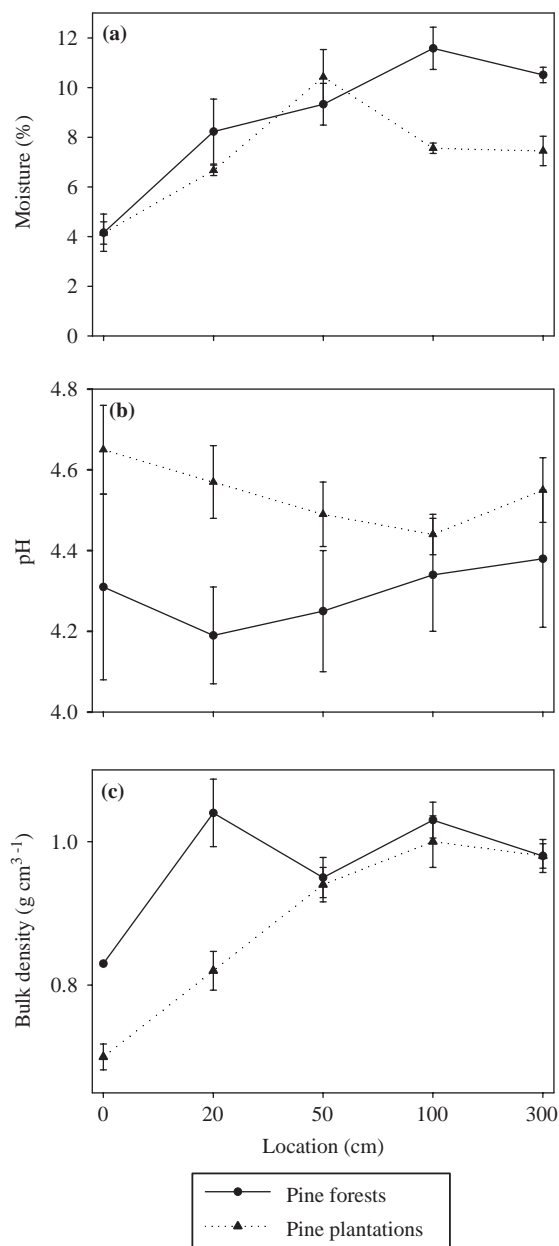 (a)
12
10
8
6
4
2
0
Moisture (%)
(b)
4.8
4.6
4.4
4.2
4.0
pH
(c)
1.0
0.8
Bulk density (g cm³⁻¹)
0 20 50 100 300
Location (cm)
Pine forests
Pine plantations